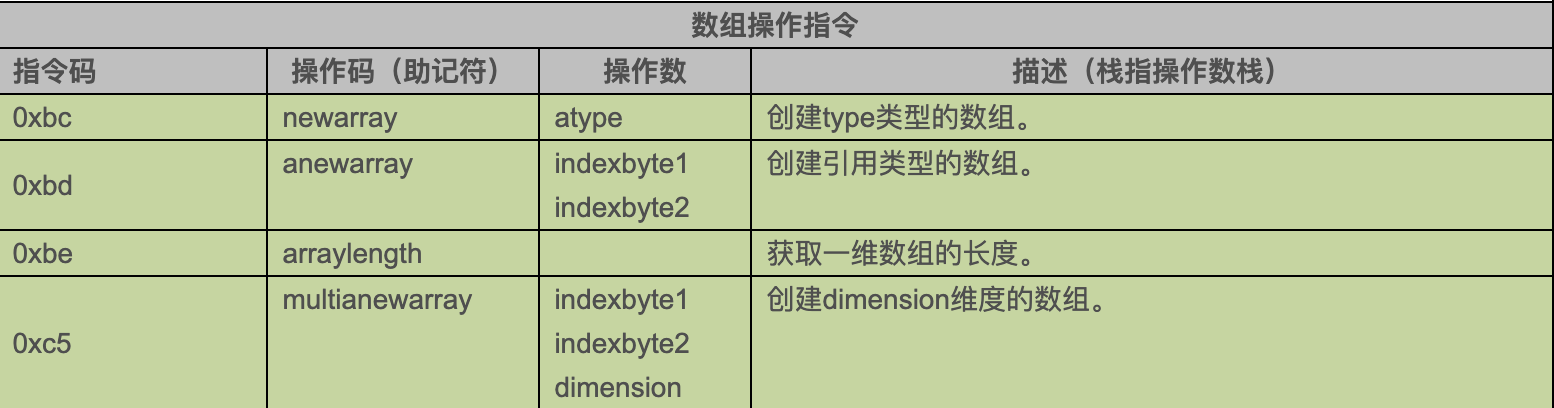 数组操作指令
指令码 操作码（助记符） 操作数 描述（栈指操作数栈）
0xbc newarray atype 创建type类型的数组。
0xbd anewarray indexbyte1 创建引用类型的数组。
indexbyte2
0xbe arraylength 获取一维数组的长度。
0xc5 multianewarray indexbyte1 创建dimension维度的数组。
indexbyte2
dimension